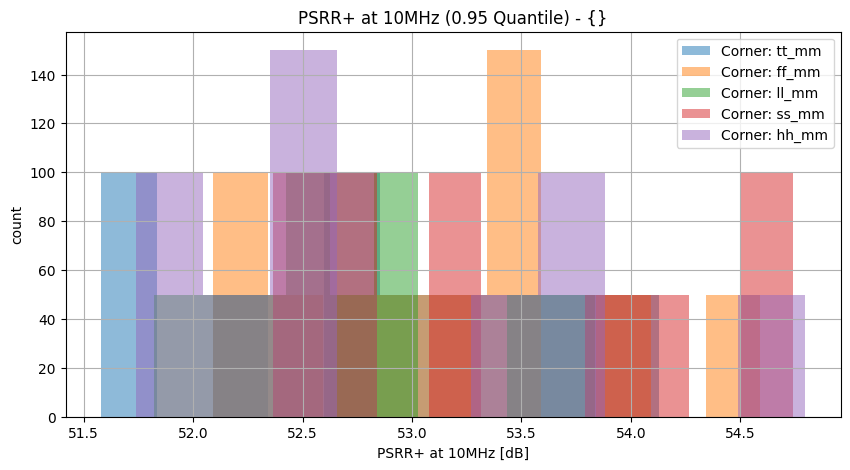 PSRR+ at 10MHz (0.95 Quantile) - {}
Corner: tt_mm
Corner: ff_mm
Corner: ll_mm
Corner: ss_mm
Corner: hh_mm
count
140
120
100
80
60
40
20
0
51.5 52.0 52.5 53.0 53.5 54.0 54.5
PSRR+ at 10MHz [dB]